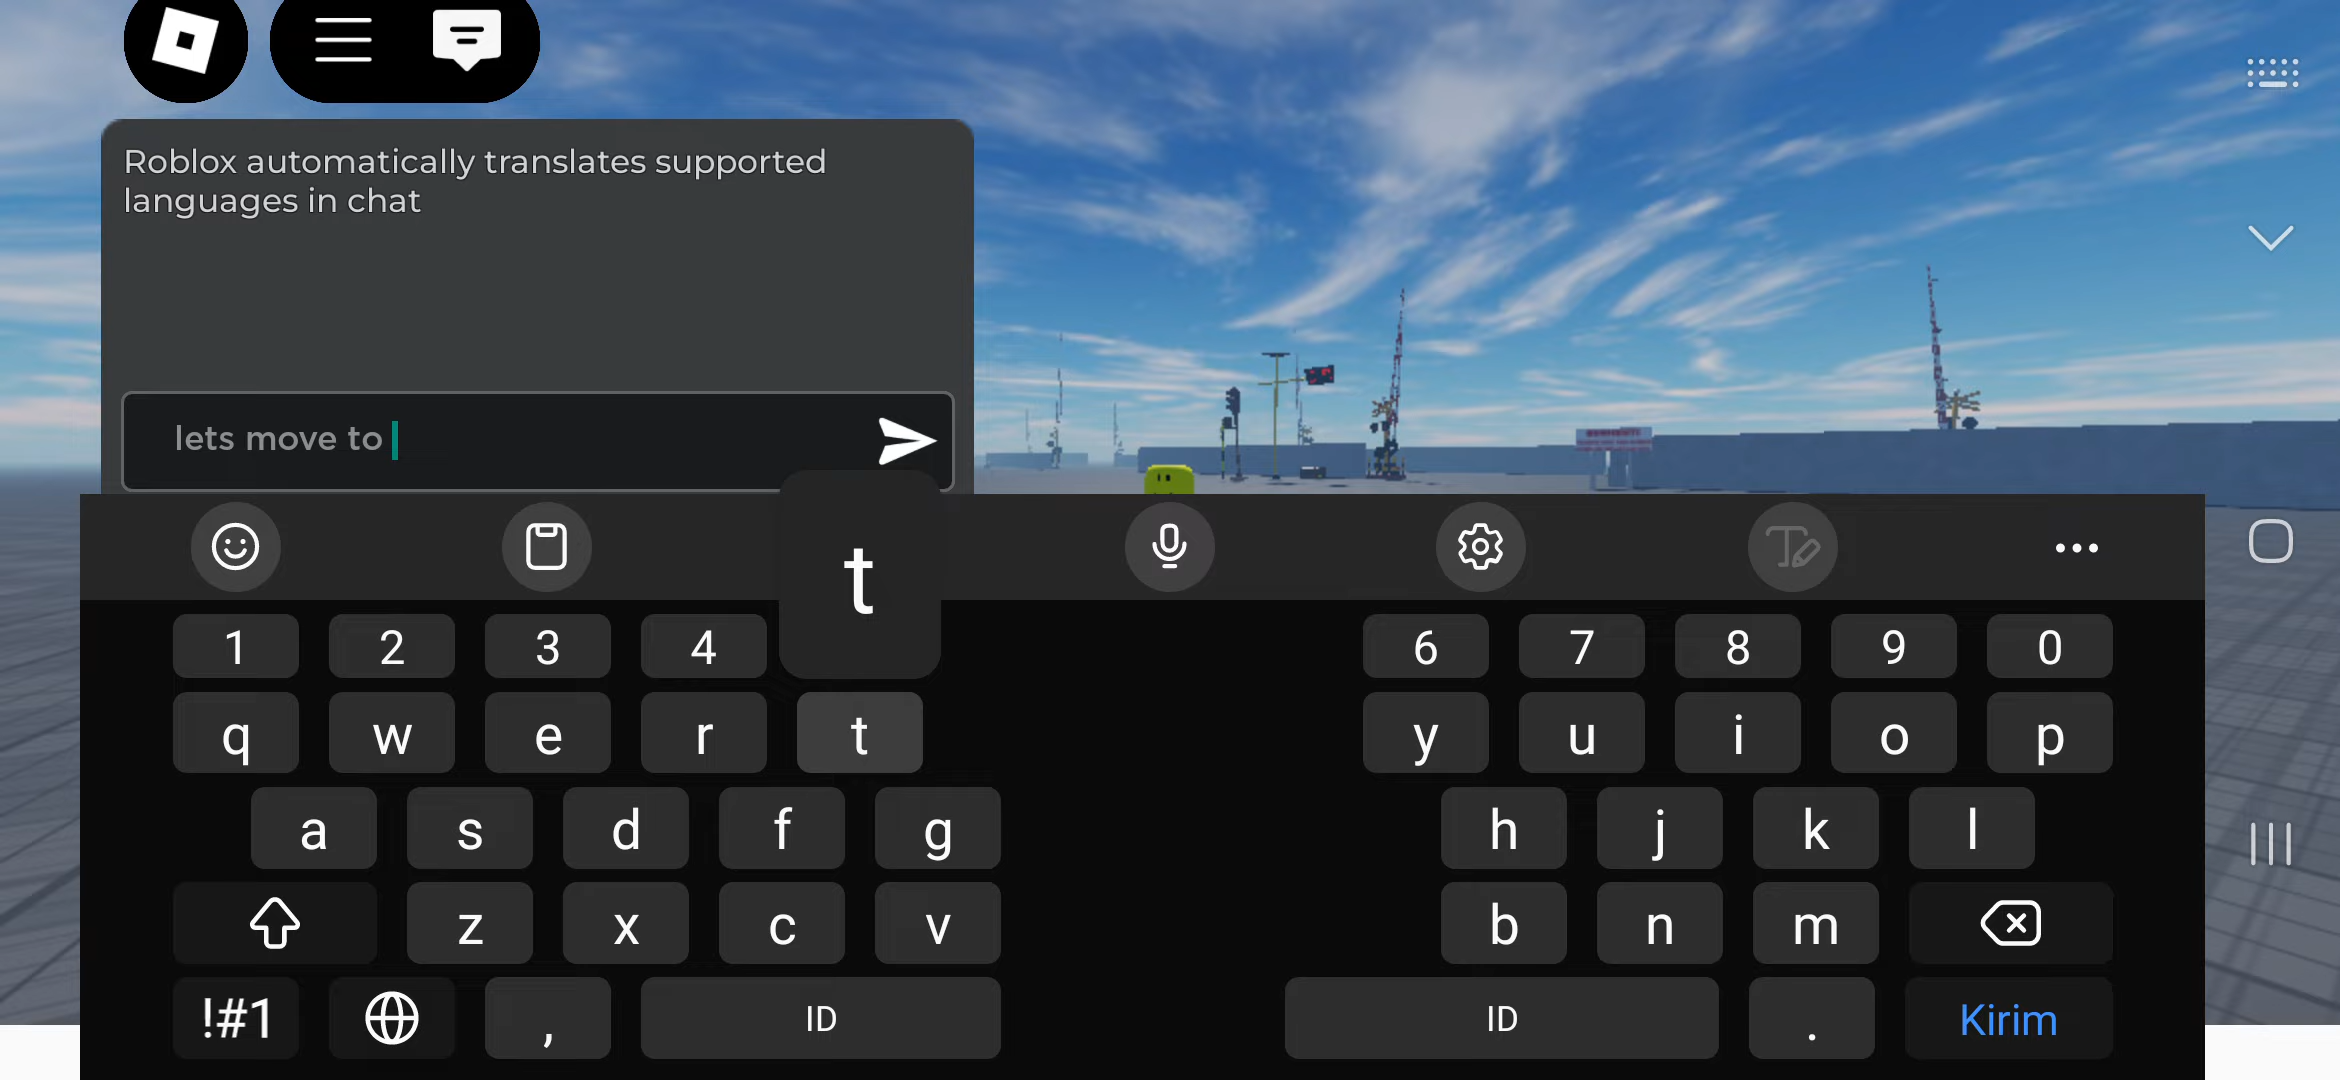 Roblox automatically translates supported
languages in chat
lets move to
t
1 2 3 4 6 7 8 9 0
q w e r t y u i o p
a s d f g h j k l
z x c v b n m
!#1 , ID ID . Kirim